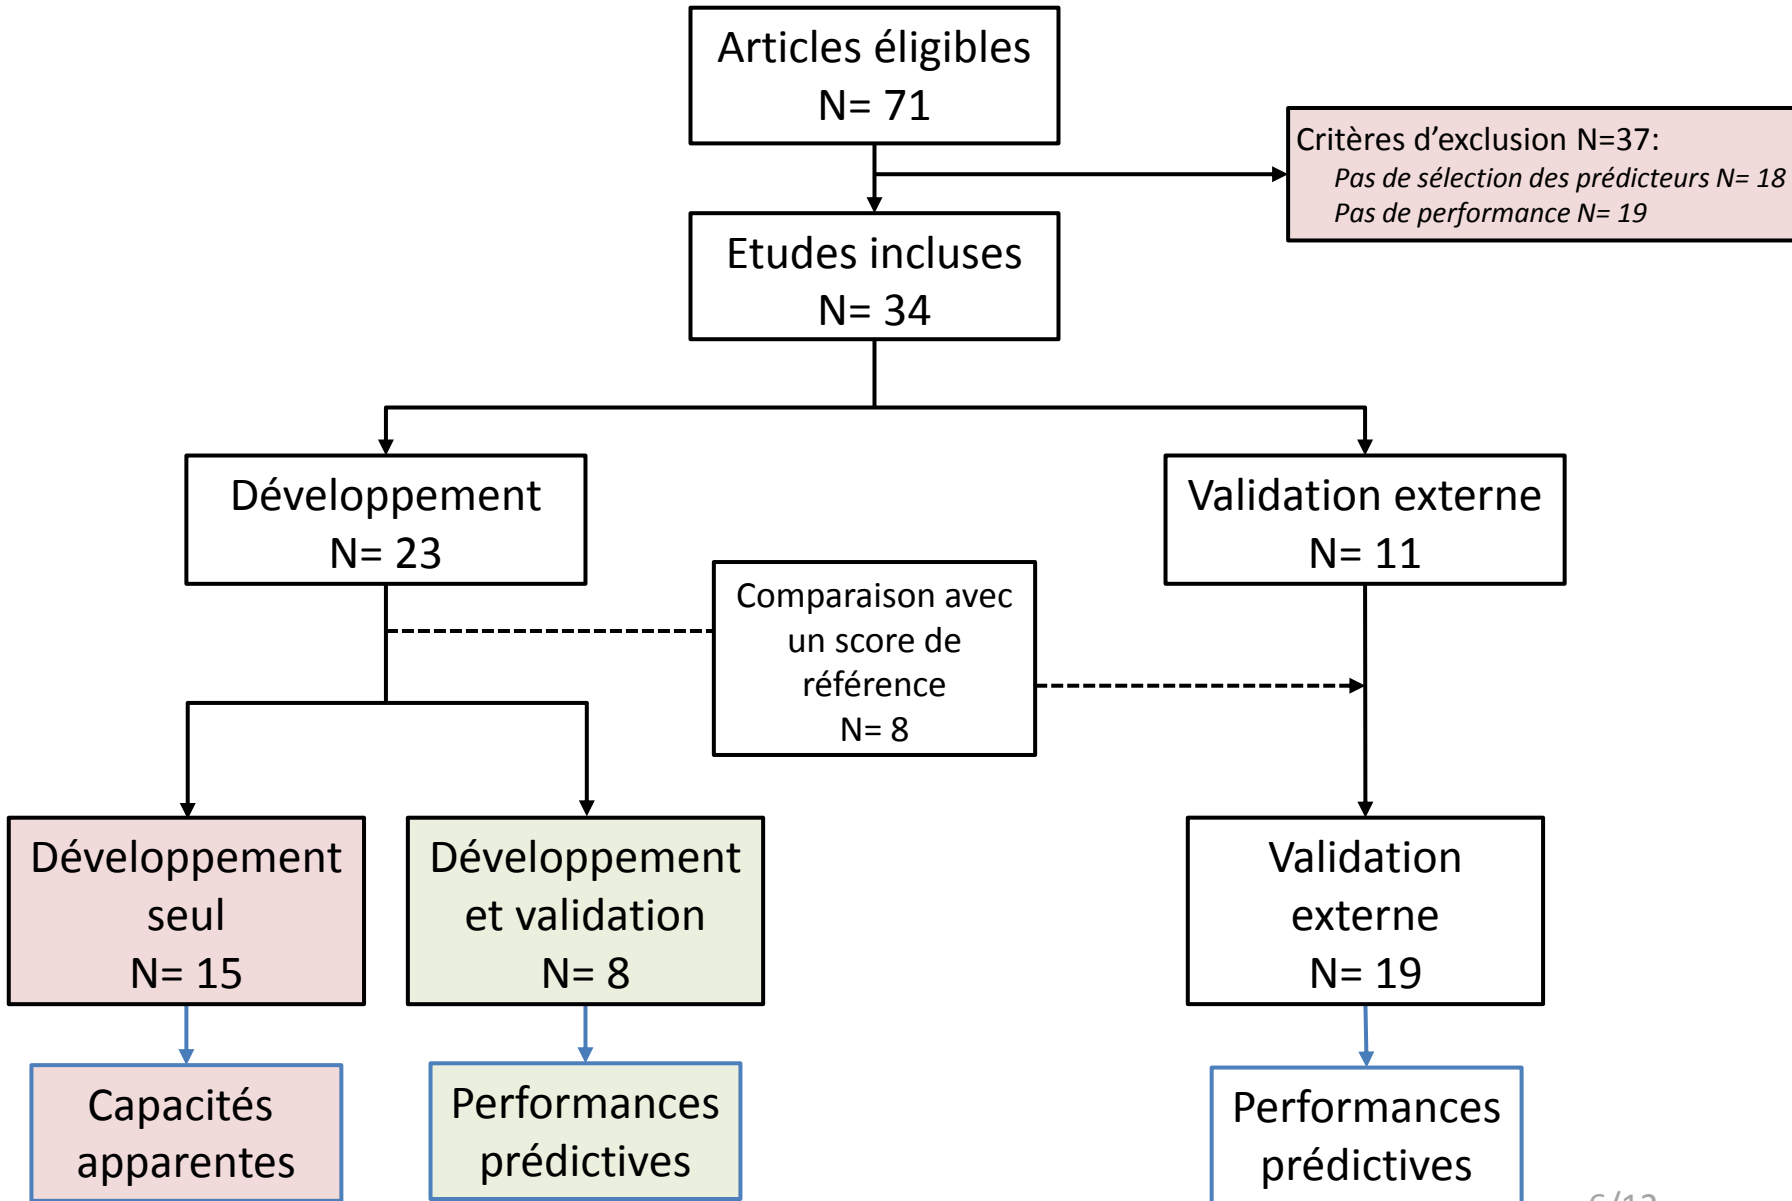 Articles éligibles
N= 71
Critères d’exclusion N=37:
Pas de sélection des prédicteurs N= 18
Pas de performance N= 19
Etudes incluses
N= 34
Développement
N= 23
Validation externe
N= 11
Comparaison avec
un score de
référence
N= 8
Développement
seul
N= 15
Développement
et validation
N= 8
Validation
externe
N= 19
Capacités
apparentes
Performances
prédictives
Performances
prédictives
6/12